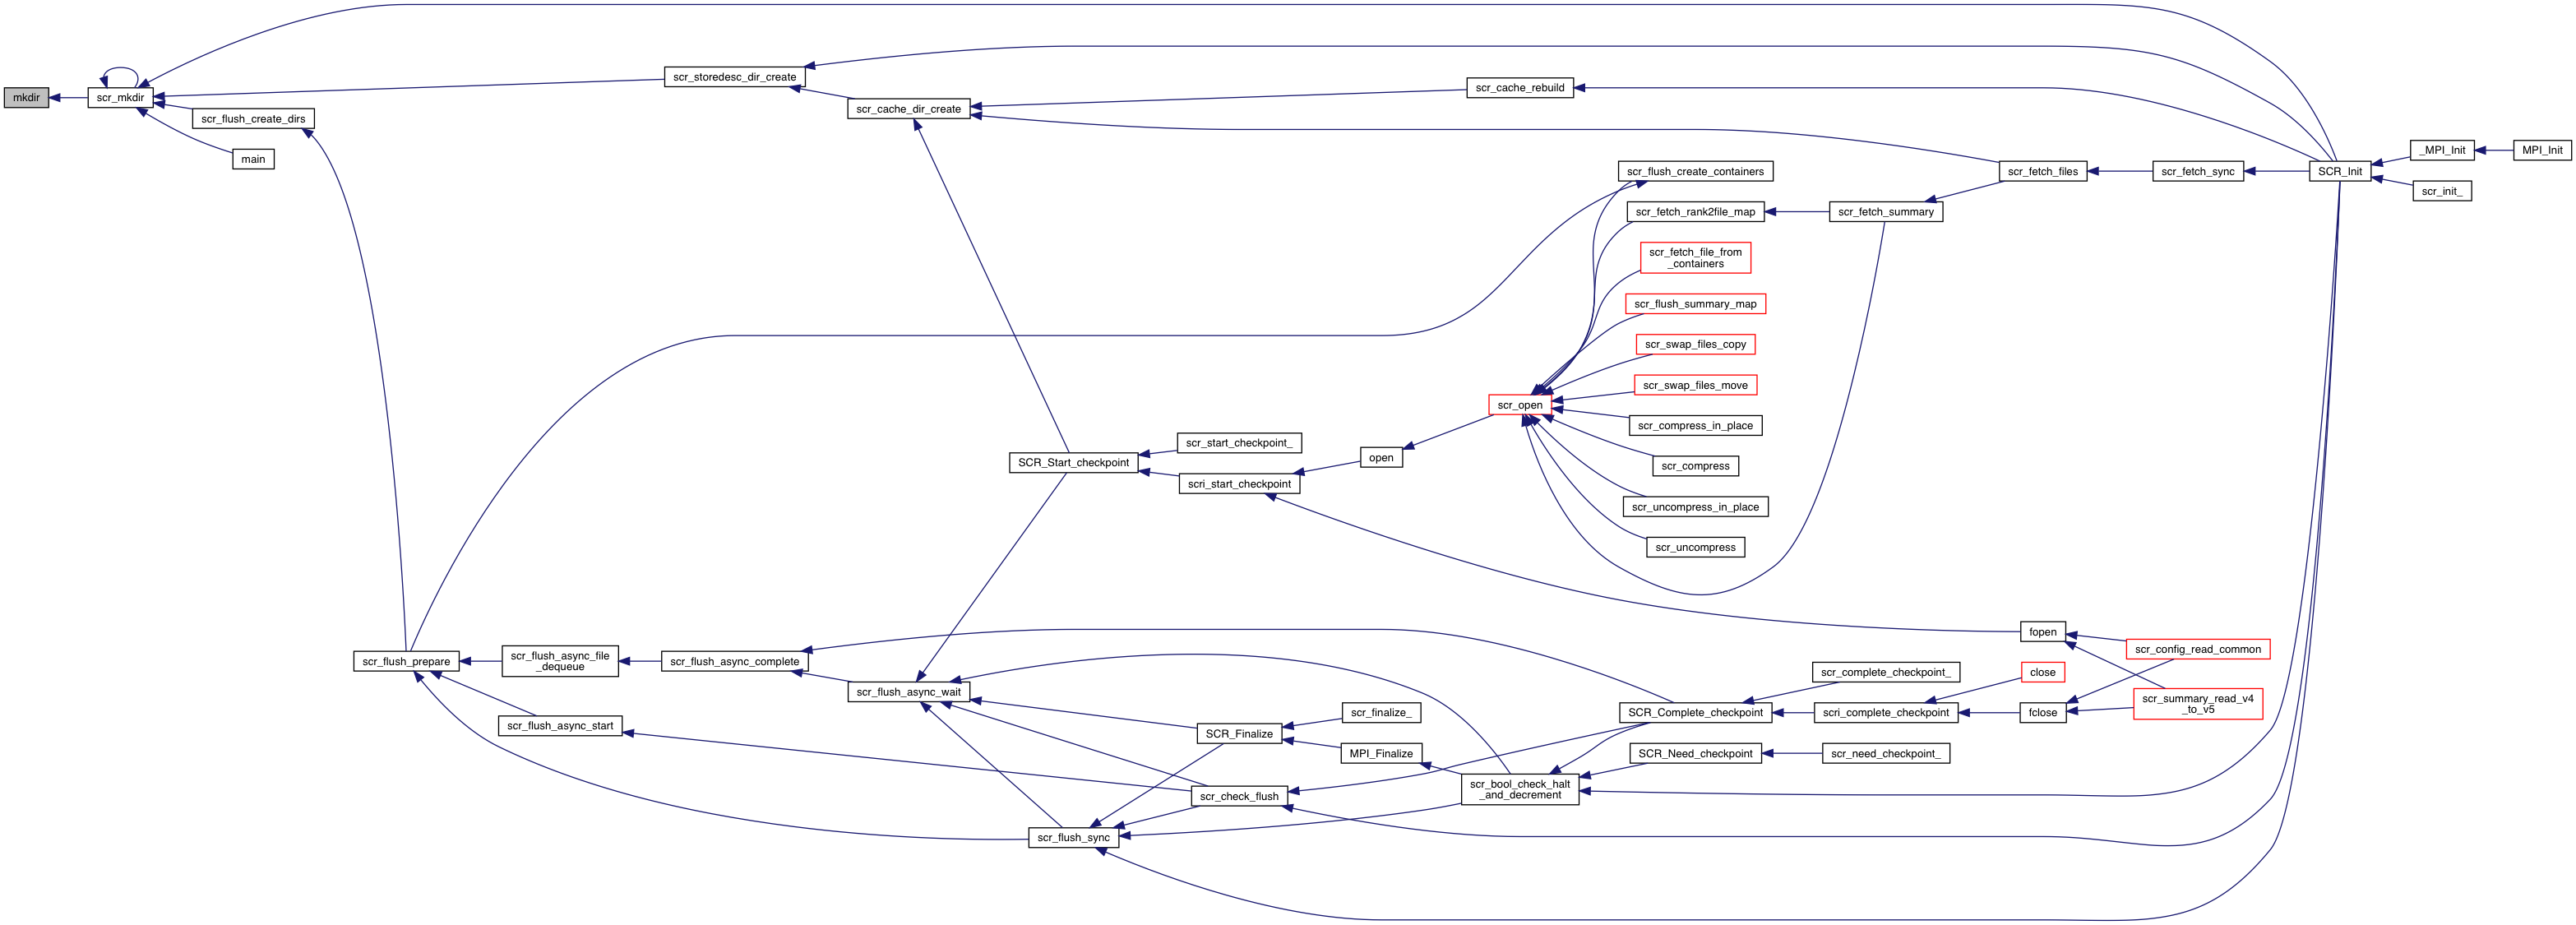 mkdir
scr_mkdir
scr_storedesc_dir_create
scr_flush_create_dirs
main
scr_cache_dir_create
scr_cache_rebuild
scr_flush_create_containers
scr_fetch_rank2file_map
scr_fetch_file_from
_containers
scr_flush_summary_map
scr_swap_files_copy
scr_swap_files_move
scr_open
scr_compress_in_place
scr_compress
scr_uncompress_in_place
scr_uncompress
scr_fetch_summary
scr_fetch_files
scr_fetch_sync
SCR_Init
_MPI_Init
MPI_Init
scr_init_
SCR_Start_checkpoint
scr_start_checkpoint_
scri_start_checkpoint
open
fopen
scr_config_read_common
scr_summary_read_v4
_to_v5
scr_flush_prepare
scr_flush_async_file
_dequeue
scr_flush_async_complete
scr_flush_async_wait
scr_flush_async_start
scr_finalize_
SCR_Finalize
MPI_Finalize
scr_check_flush
scr_flush_sync
scr_bool_check_halt
_and_decrement
SCR_Complete_checkpoint
scr_complete_checkpoint_
scri_complete_checkpoint
close
fclose
SCR_Need_checkpoint
scr_need_checkpoint_